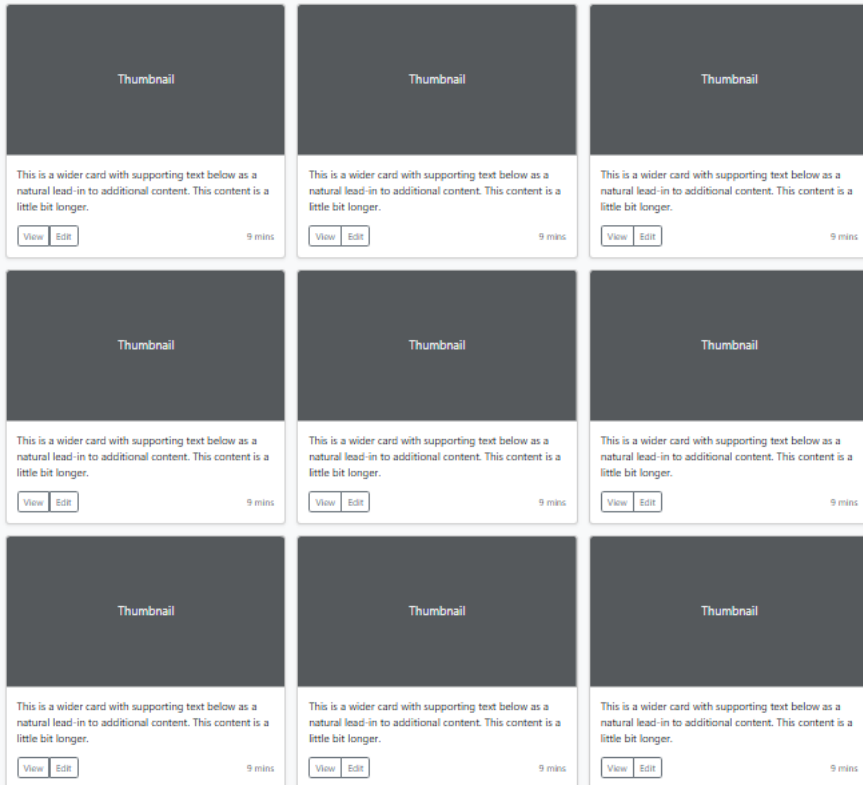 Thumbnail
This is a wider card with supporting text below as a
natural lead-in to additional content. This content is a
little bit longer.
View Edit 9 mins
Thumbnail
This is a wider card with supporting text below as a
natural lead-in to additional content. This content is a
little bit longer.
View Edit 9 mins
Thumbnail
This is a wider card with supporting text below as a
natural lead-in to additional content. This content is a
little bit longer.
View Edit 9 mins
Thumbnail
This is a wider card with supporting text below as a
natural lead-in to additional content. This content is a
little bit longer.
View Edit 9 mins
Thumbnail
This is a wider card with supporting text below as a
natural lead-in to additional content. This content is a
little bit longer.
View Edit 9 mins
Thumbnail
This is a wider card with supporting text below as a
natural lead-in to additional content. This content is a
little bit longer.
View Edit 9 mins
Thumbnail
This is a wider card with supporting text below as a
natural lead-in to additional content. This content is a
little bit longer.
View Edit 9 mins
Thumbnail
This is a wider card with supporting text below as a
natural lead-in to additional content. This content is a
little bit longer.
View Edit 9 mins
Thumbnail
This is a wider card with supporting text below as a
natural lead-in to additional content. This content is a
little bit longer.
View Edit 9 mins